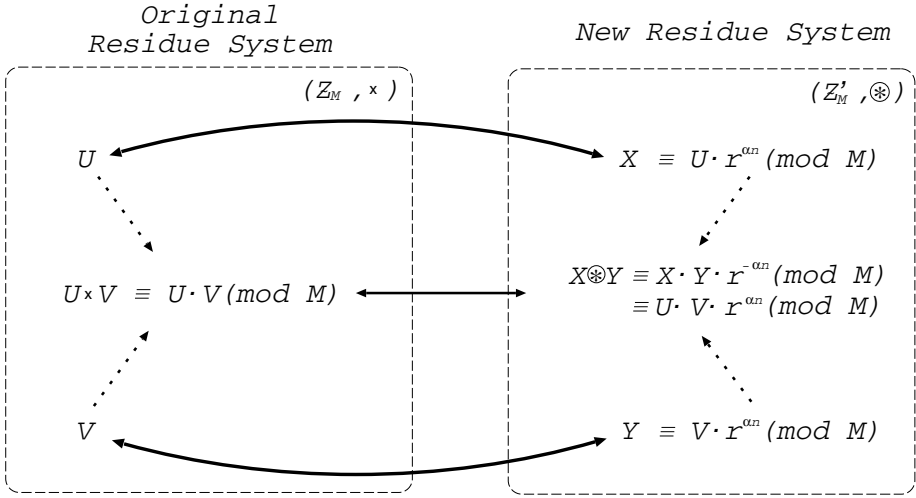 Original
Residue System
New Residue System
(Z_M , × )
(Z'_M , ⊛ )
U
X ≡ U· r^αn (mod M)
U×V ≡ U· V(mod M)
X⊛Y ≡ X· Y· r^-αn (mod M)
≡ U· V· r^αn (mod M)
V
Y ≡ V· r^αn (mod M)